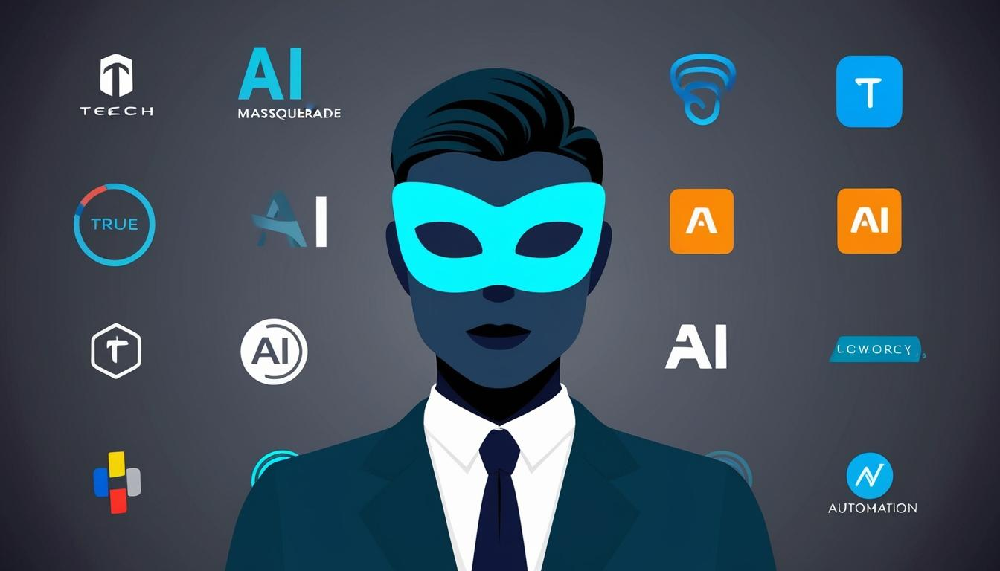 TEECH
AI
MASSQUERADE
T
TRUE
AI
A
AI
T
AI
AI
LCWORCY
AUTOMATION